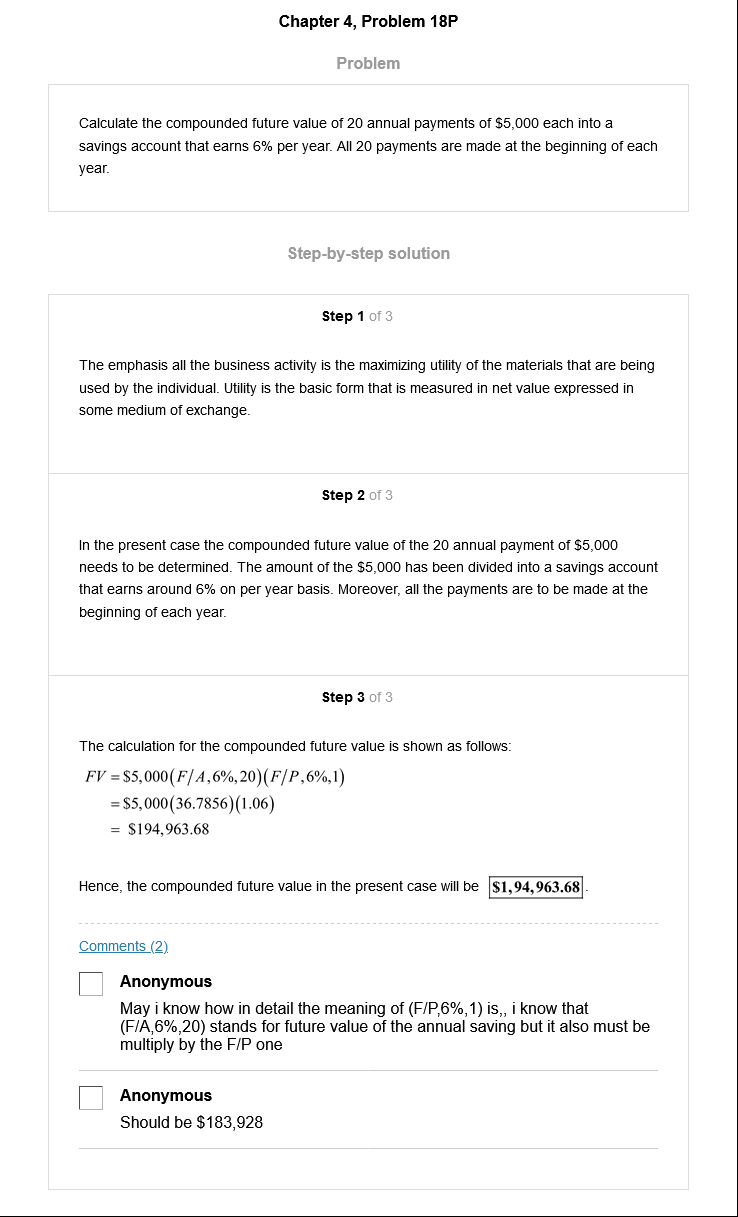 Chapter 4, Problem 18P
Problem
Calculate the compounded future value of 20 annual payments of $5,000 each into a
savings account that earns 6% per year. All 20 payments are made at the beginning of each
year.
Step-by-step solution
Step 1 of 3
The emphasis all the business activity is the maximizing utility of the materials that are being
used by the individual. Utility is the basic form that is measured in net value expressed in
some medium of exchange.
Step 2 of 3
In the present case the compounded future value of the 20 annual payment of $5,000
needs to be determined. The amount of the $5,000 has been divided into a savings account
that earns around 6% on per year basis. Moreover, all the payments are to be made at the
beginning of each year.
Step 3 of 3
The calculation for the compounded future value is shown as follows:
FV = $5,000(F/A,6%,20)(F/P,6%,1)
= $5,000(36.7856)(1.06)
= $194,963.68
Hence, the compounded future value in the present case will be $1,94,963.68.
Comments (2)
Anonymous
May i know how in detail the meaning of (F/P,6%,1) is,, i know that
(F/A,6%,20) stands for future value of the annual saving but it also must be
multiply by the F/P one
Anonymous
Should be $183,928